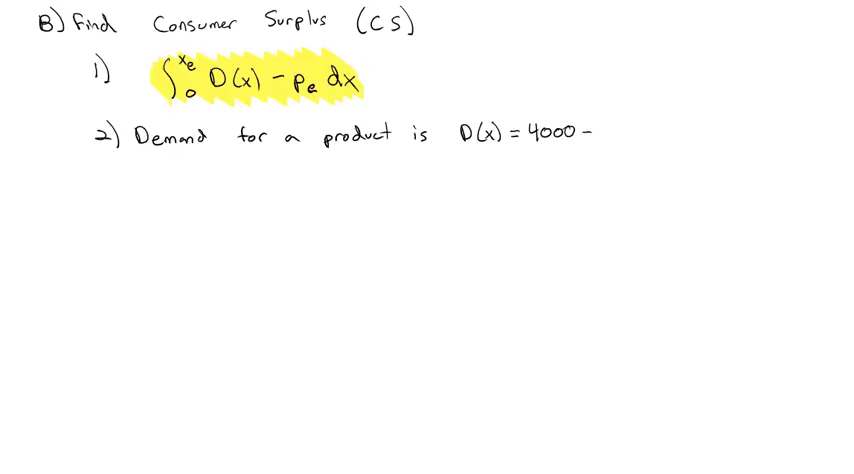 B) Find Consumer Surplus (CS)
1) ∫₀^{xₑ} D(x) - pₑ dx
2) Demand for a product is D(x) = 4000 -